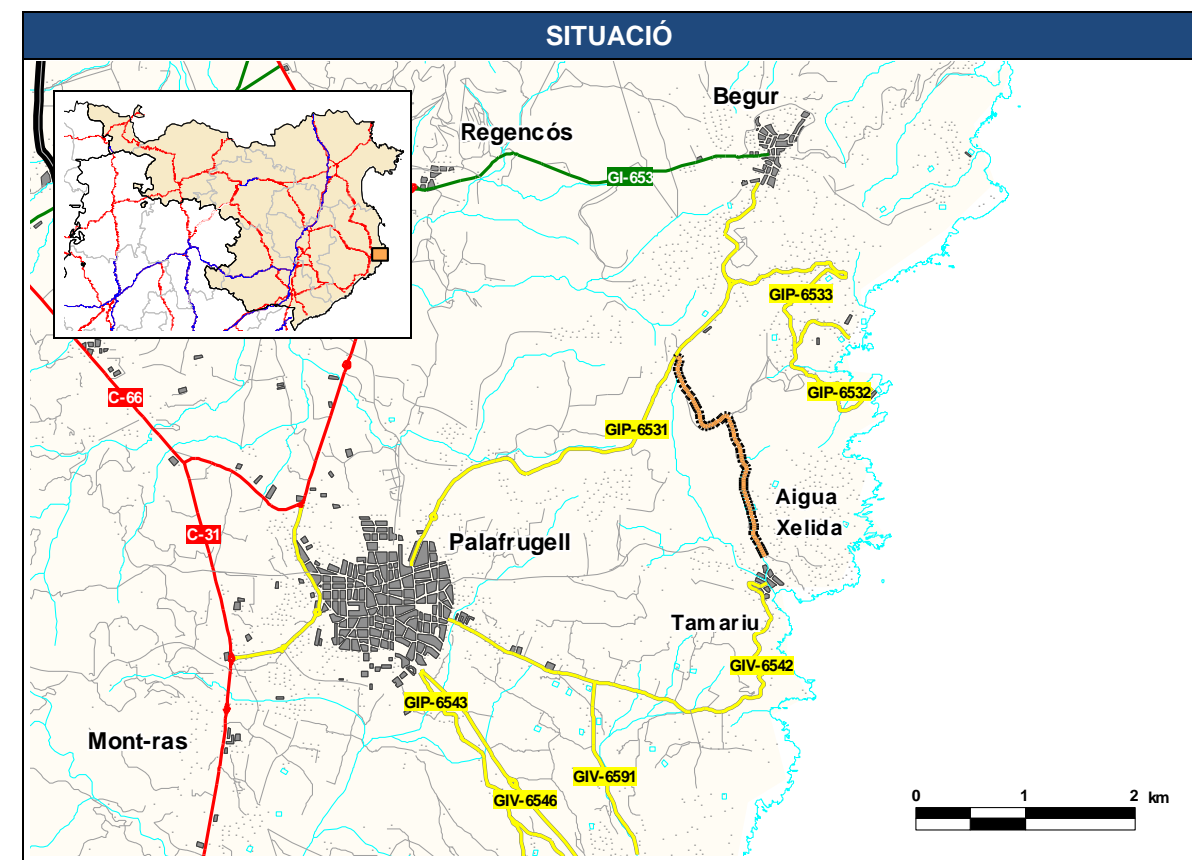 SITUACIÓ
Begur
Regencós
GI-653
GIP-6533
C-66
GIP-6532
GIP-6531
Aigua
Xelida
C-31
Palafrugell
Tamariu
GIV-6542
GIP-6543
Mont-ras
GIV-6591
GIV-6546
0 1 2 km